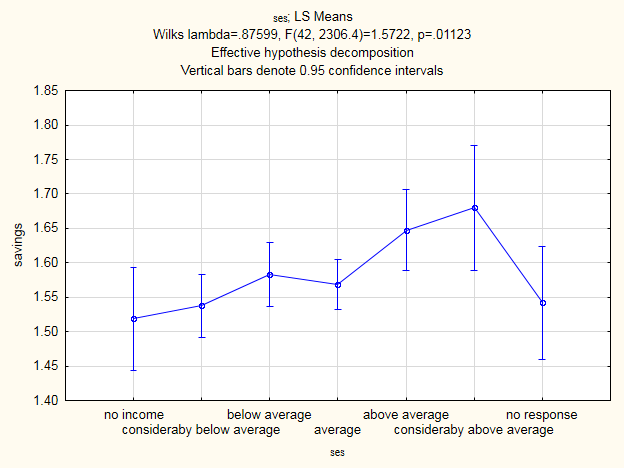 ses; LS Means
Wilks lambda=.87599, F(42, 2306.4)=1.5722, p=.01123
Effective hypothesis decomposition
Vertical bars denote 0.95 confidence intervals
1.85
1.80
1.75
1.70
1.65
1.60
1.55
1.50
1.45
1.40
savings
no income below average above average no response
consideraby below average average consideraby above average
ses